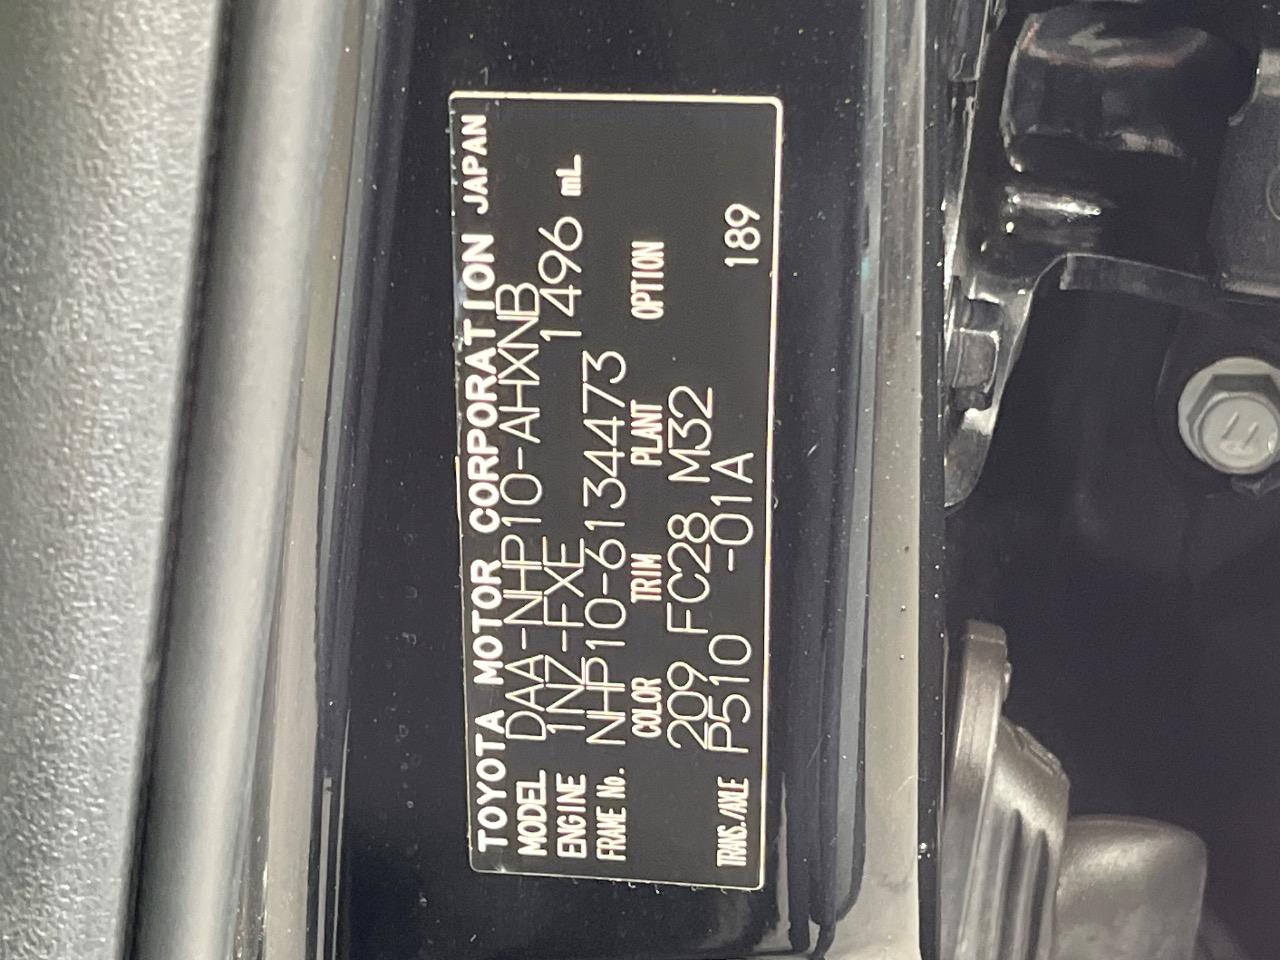 TOYOTA MOTOR CORPORATION JAPAN
MODEL DAA-NHP10-AHXNB
ENGINE 1NZ-FXE 1496 mL
FRAME No. NHP10-6134473
COLOR TRIM PLANT OPTION
209 FC28 M32
TRANS./AXLE P510 -01A 189